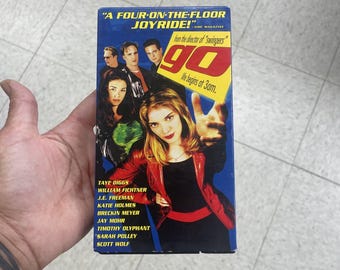 "A FOUR-ON-THE-FLOOR
JOYRIDE!"
from the director of "Swingers"
go
life begins at 3am.
TAYE DIGGS
WILLIAM FICHTNER
J.E. FREEMAN
KATIE HOLMES
BRECKIN MEYER
JAY MOHR
TIMOTHY OLYPHANT
SARAH POLLEY
SCOTT WOLF